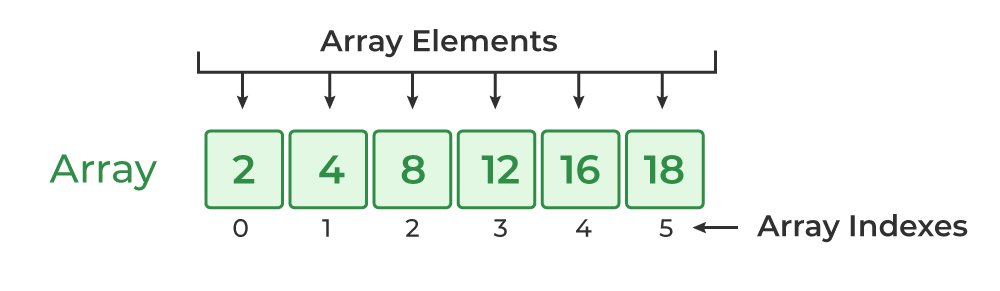 Array Elements
Array 2 4 8 12 16 18
0 1 2 3 4 5 Array Indexes